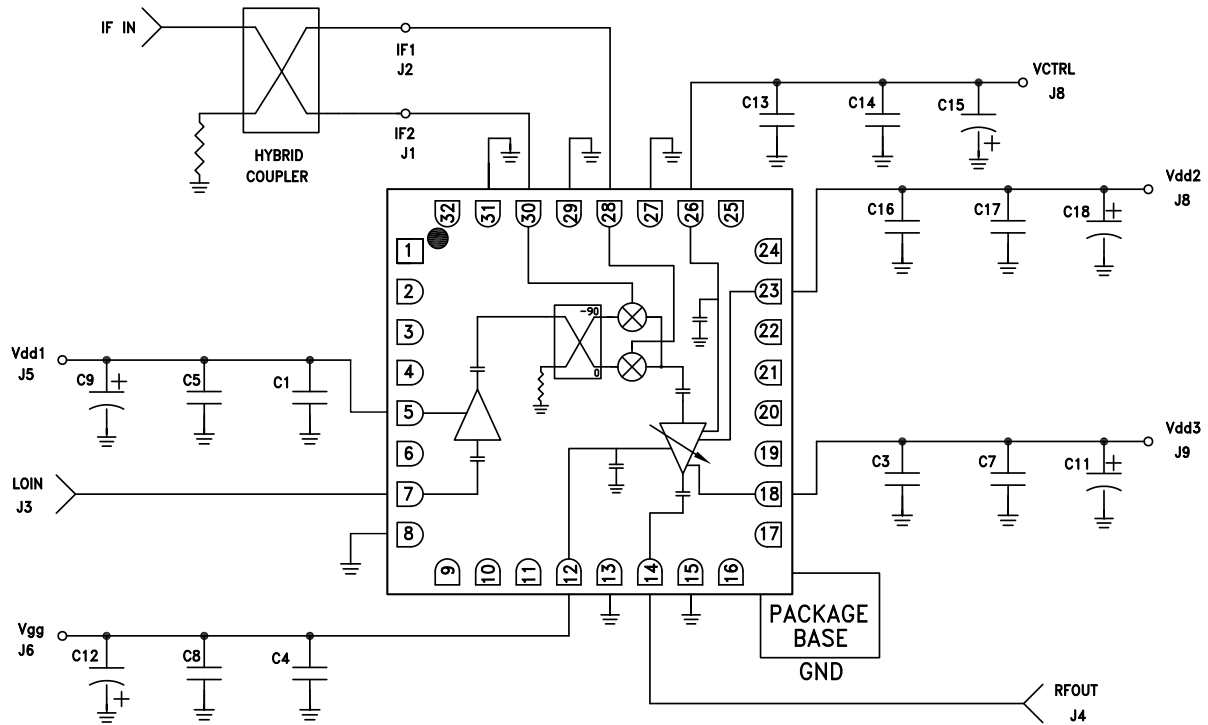 IF IN
IF1
J2
IF2
J1
HYBRID
COUPLER
VCTRL
J8
C13
C14
C15
+
Vdd2
J8
C16
C17
C18
+
32
31
30
29
28
27
26
25
1
2
3
4
5
6
7
8
24
23
22
21
20
19
18
17
-90
0
Vdd1
J5
C9
+
C5
C1
Vdd3
J9
C3
C7
C11
+
LOIN
J3
9
10
11
12
13
14
15
16
Vgg
J6
C12
+
C8
C4
PACKAGE
BASE
GND
RFOUT
J4